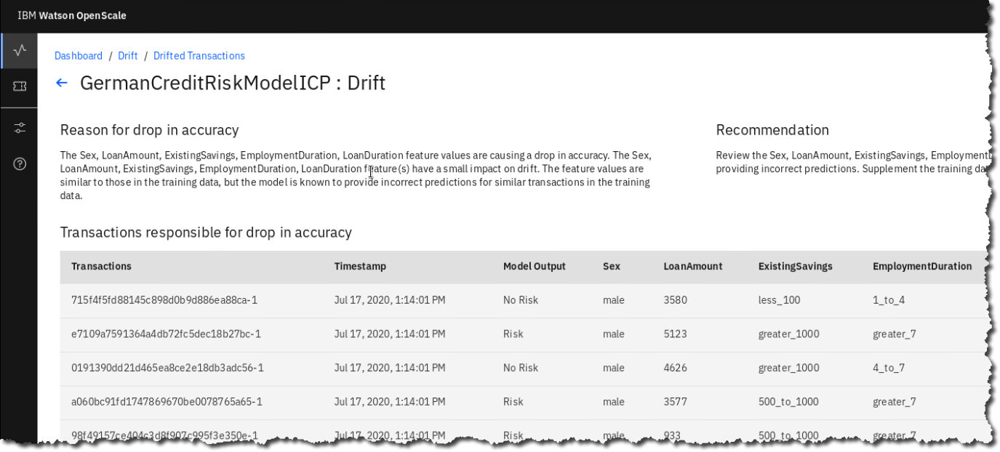 IBM Watson OpenScale
Dashboard / Drift / Drifted Transactions
← GermanCreditRiskModelICP : Drift
Reason for drop in accuracy
The Sex, LoanAmount, ExistingSavings, EmploymentDuration, LoanDuration feature values are causing a drop in accuracy. The Sex,
LoanAmount, ExistingSavings, EmploymentDuration, LoanDuration feature(s) have a small impact on drift. The feature values are
similar to those in the training data, but the model is known to provide incorrect predictions for similar transactions in the training
data.
Recommendation
Review the Sex, LoanAmount, ExistingSavings, Employment
providing incorrect predictions. Supplement the training da
Transactions responsible for drop in accuracy
Transactions Timestamp Model Output Sex LoanAmount ExistingSavings EmploymentDuration
715f4f5fd88145c898d0b9d886ea88ca-1 Jul 17, 2020, 1:14:01 PM No Risk male 3580 less_100 1_to_4
e7109a7591364a4db72fc5dec18b27bc-1 Jul 17, 2020, 1:14:01 PM Risk male 5123 greater_1000 greater_7
0191390dd21d465ea8ce2e18db3adc56-1 Jul 17, 2020, 1:14:01 PM No Risk male 4626 greater_1000 4_to_7
a060bc91fd1747869670be0078765a65-1 Jul 17, 2020, 1:14:01 PM Risk male 3577 500_to_1000 greater_7
98f49157ce404c3d8f907c995f3e350e-1 Jul 17, 2020, 1:14:01 PM Risk male 933 500_to_1000 greater_7